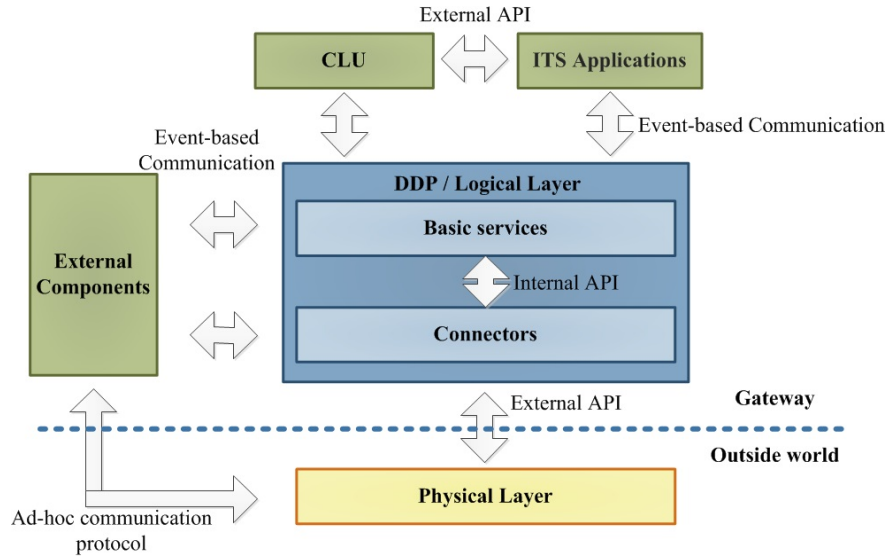 External API
CLU
ITS Applications
Event-based
Communication
Event-based Communication
DDP / Logical Layer
Basic services
External
Components
Internal API
Connectors
External API
Gateway
Outside world
Physical Layer
Ad-hoc communication
protocol